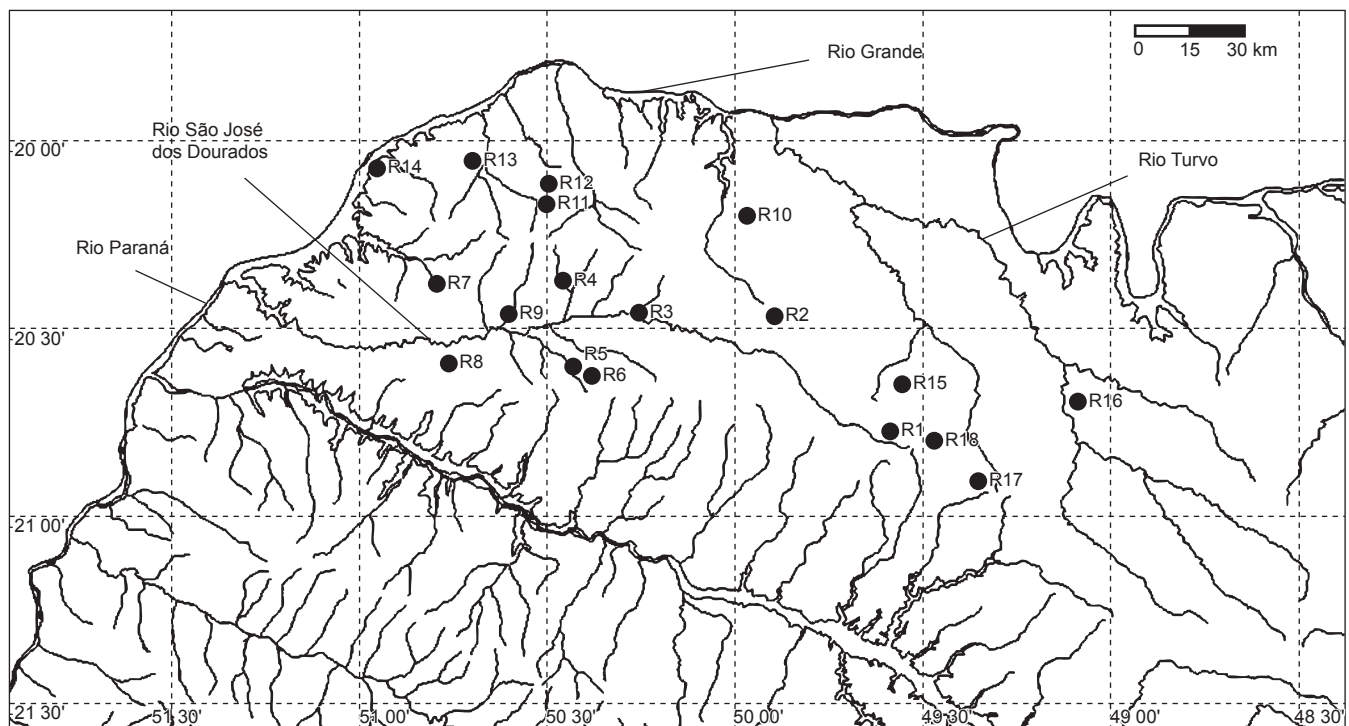 0 15 30 km
Rio Grande
Rio São José
dos Dourados
Rio Turvo
Rio Paraná
-20 00'
R14
R13
R12
R11
R10
R7
R4
R9
R3
R2
-20 30'
R8
R5
R6
R15
R16
R1
R18
R17
-21 00'
-21 30'
51 30'
51 00'
50 30'
50 00'
49 30'
49 00'
48 30'